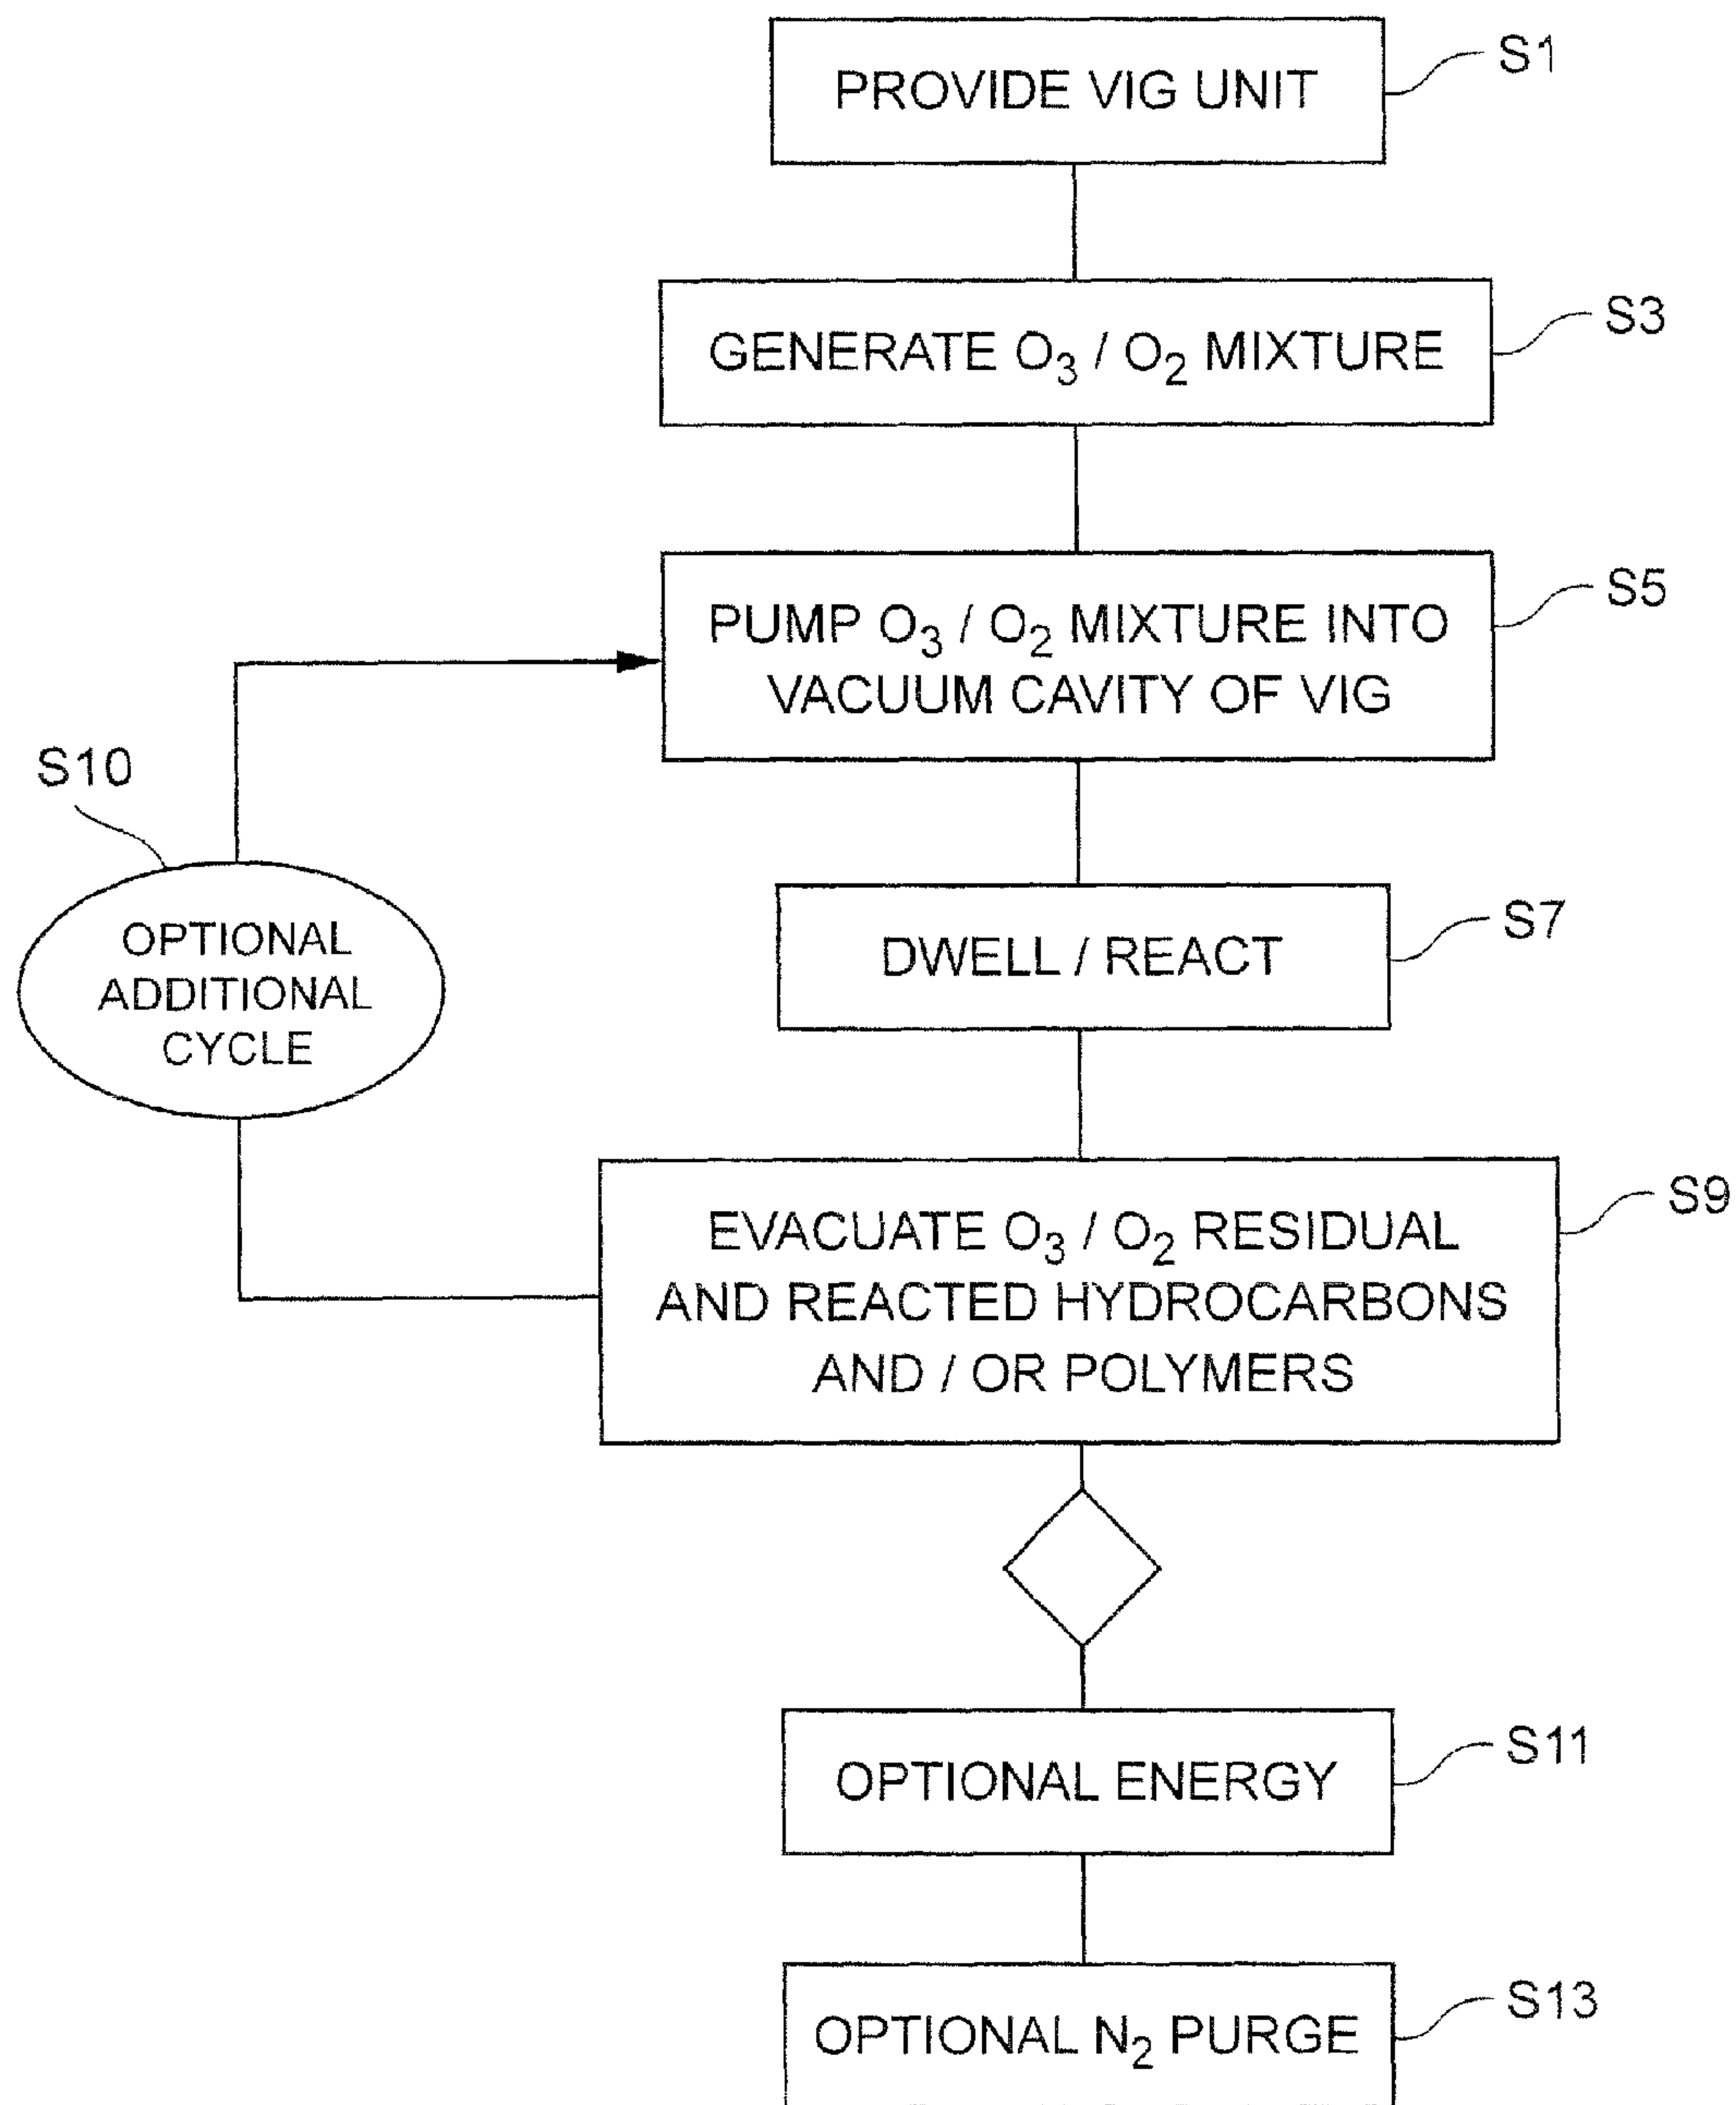 PROVIDE VIG UNIT
S1
GENERATE O₃ / O₂ MIXTURE
S3
PUMP O₃ / O₂ MIXTURE INTO
VACUUM CAVITY OF VIG
S5
S10
OPTIONAL
ADDITIONAL
CYCLE
DWELL / REACT
S7
EVACUATE O₃ / O₂ RESIDUAL
AND REACTED HYDROCARBONS
AND / OR POLYMERS
S9
OPTIONAL ENERGY
S11
OPTIONAL N₂ PURGE
S13